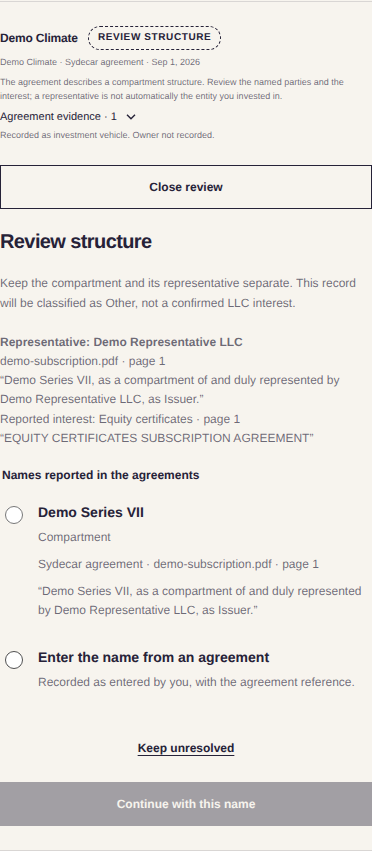 Demo Climate REVIEW STRUCTURE
Demo Climate · Sydecar agreement · Sep 1, 2026
The agreement describes a compartment structure. Review the named parties and the
interest; a representative is not automatically the entity you invested in.
Agreement evidence · 1
Recorded as investment vehicle. Owner not recorded.
Close review
Review structure
Keep the compartment and its representative separate. This record
will be classified as Other, not a confirmed LLC interest.
Representative: Demo Representative LLC
demo-subscription.pdf · page 1
“Demo Series VII, as a compartment of and duly represented by
Demo Representative LLC, as Issuer.”
Reported interest: Equity certificates · page 1
“EQUITY CERTIFICATES SUBSCRIPTION AGREEMENT”
Names reported in the agreements
Demo Series VII
Compartment
Sydecar agreement · demo-subscription.pdf · page 1
“Demo Series VII, as a compartment of and duly represented
by Demo Representative LLC, as Issuer.”
Enter the name from an agreement
Recorded as entered by you, with the agreement reference.
Keep unresolved
Continue with this name